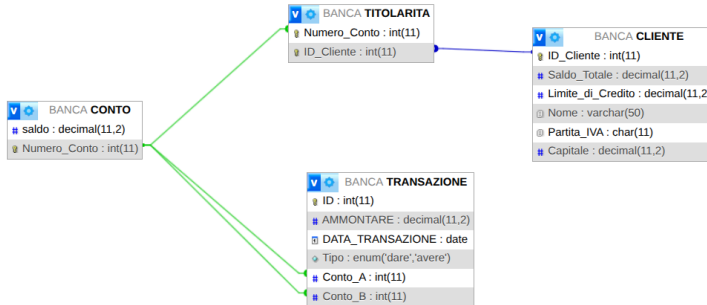 BANCA TITOLARITA
Numero_Conto : int(11)
ID_Cliente : int(11)
BANCA CLIENTE
ID_Cliente : int(11)
# Saldo_Totale : decimal(11,2)
# Limite_di_Credito : decimal(11,2
Nome : varchar(50)
Partita_IVA : char(11)
# Capitale : decimal(11,2)
BANCA CONTO
# saldo : decimal(11,2)
Numero_Conto : int(11)
BANCA TRANSAZIONE
ID : int(11)
# AMMONTARE : decimal(11,2)
DATA_TRANSAZIONE : date
Tipo : enum('dare','avere')
# Conto_A : int(11)
# Conto_B : int(11)